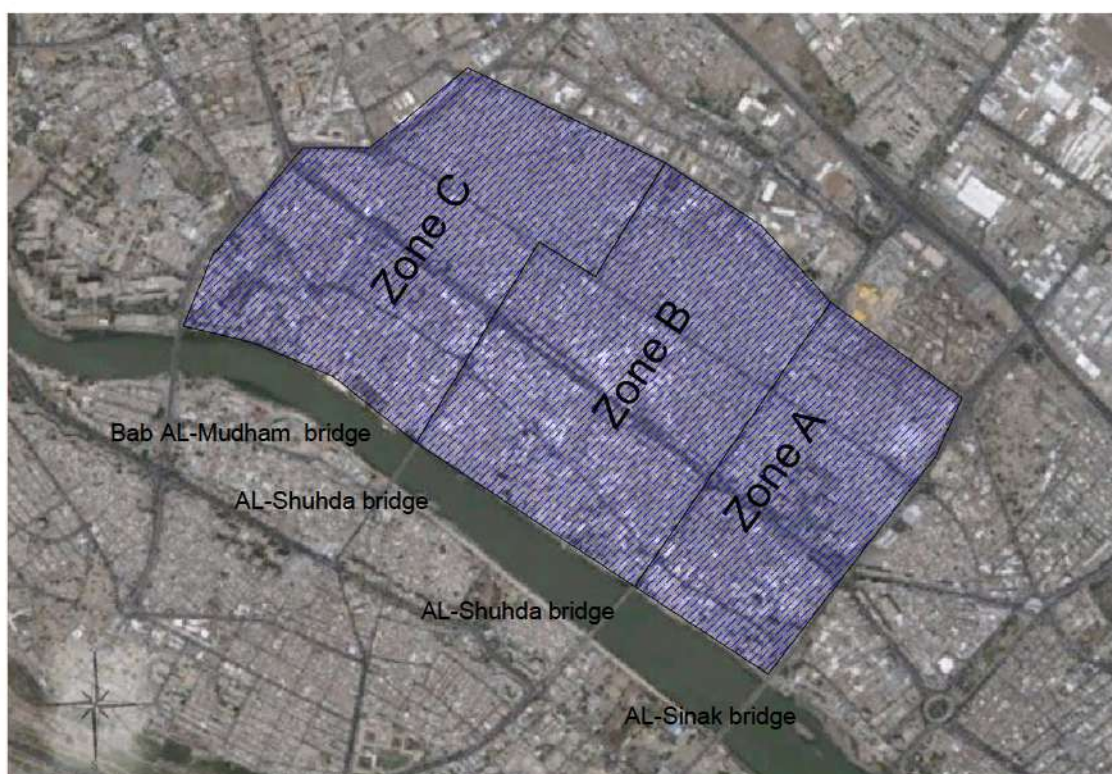 Zone C
Zone B
Zone A
Bab AL-Mudham  bridge
AL-Shuhda bridge
AL-Shuhda bridge
AL-Sinak bridge